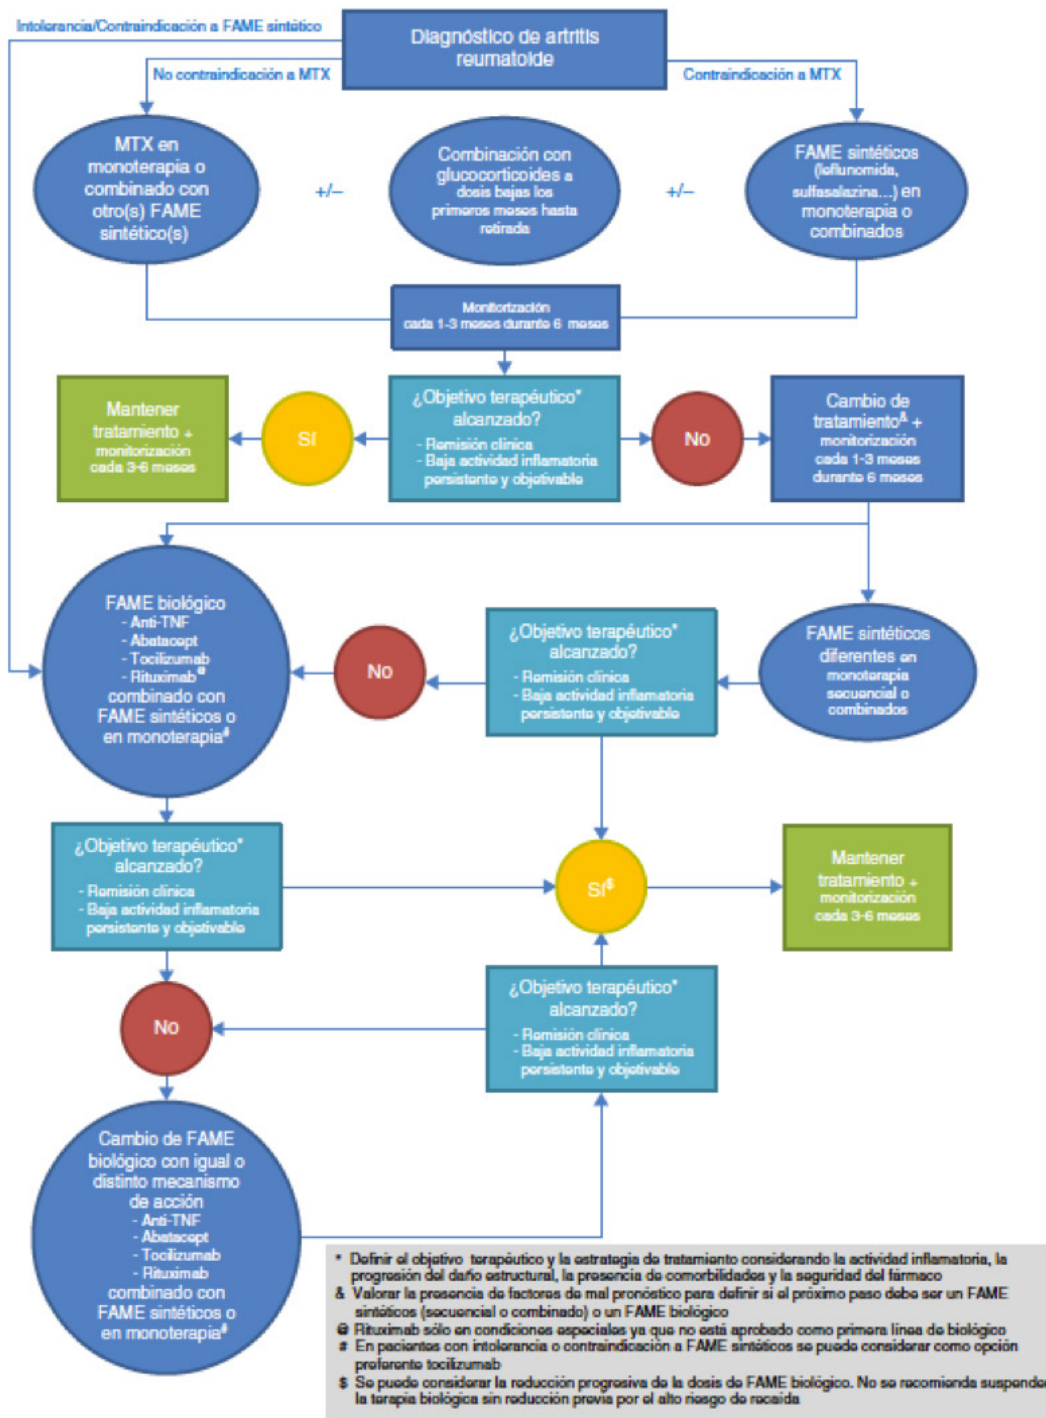 Intolerancia/Contraindicación a FAME sintético
Diagnóstico de artritis
reumatoide
No contraindicación a MTX
Contraindicación a MTX
MTX en
monoterapia o
combinado con
otro(s) FAME
sintético(s)
+/–
Combinación con
glucocorticoides a
dosis bajas los
primeros meses hasta
retirada
+/–
FAME sintéticos
(leflunomida,
sulfasalazina...) en
monoterapia o
combinados
Monitorización
cada 1-3 meses durante 6 meses
Mantener
tratamiento +
monitorización
cada 3-6 meses
Sí
¿Objetivo terapéutico*
alcanzado?
- Remisión clínica
- Baja actividad inflamatoria
persistente y objetivable
No
Cambio de
tratamiento& +
monitorización
cada 1-3 meses
durante 6 meses
FAME biológico
- Anti-TNF
- Abatacept
- Tocilizumab
- Rituximab@
combinado con
FAME sintéticos o
en monoterapia#
No
¿Objetivo terapéutico*
alcanzado?
- Remisión clínica
- Baja actividad inflamatoria
persistente y objetivable
FAME sintéticos
diferentes en
monoterapia
secuencial o
combinados
¿Objetivo terapéutico*
alcanzado?
- Remisión clínica
- Baja actividad inflamatoria
persistente y objetivable
Sí$
Mantener
tratamiento +
monitorización
cada 3-6 meses
No
¿Objetivo terapéutico*
alcanzado?
- Remisión clínica
- Baja actividad inflamatoria
persistente y objetivable
Cambio de FAME
biológico con igual o
distinto mecanismo
de acción
- Anti-TNF
- Abatacept
- Tocilizumab
- Rituximab
combinado con
FAME sintéticos o
en monoterapia#
* Definir el objetivo terapéutico y la estrategia de tratamiento considerando la actividad inflamatoria, la
progresión del daño estructural, la presencia de comorbilidades y la seguridad del fármaco
& Valorar la presencia de factores de mal pronóstico para definir si el próximo paso debe ser un FAME
sintéticos (secuencial o combinado) o un FAME biológico
@ Rituximab sólo en condiciones especiales ya que no está aprobado como primera línea de biológico
# En pacientes con intolerancia o contraindicación a FAME sintéticos se puede considerar como opción
preferente tocilizumab
$ Se puede considerar la reducción progresiva de la dosis de FAME biológico. No se recomienda suspende
la terapia biológica sin reducción previa por el alto riesgo de recaída